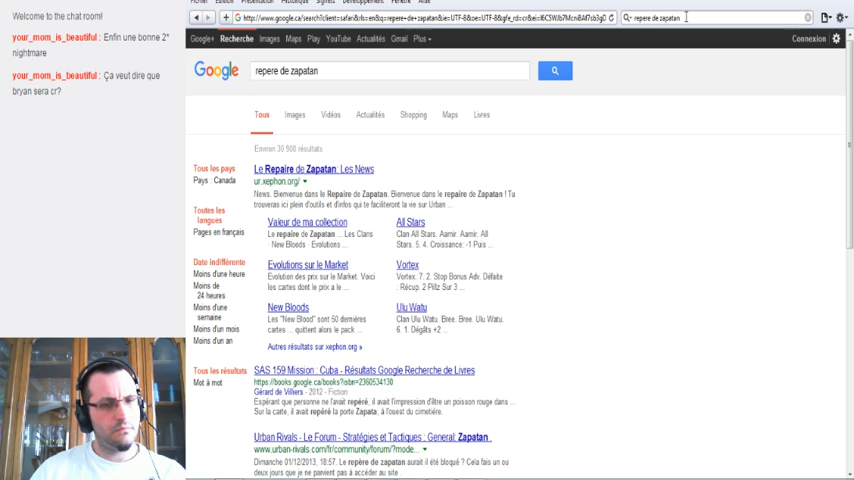 Welcome to the chat room!
your_mom_is_beautiful : Enfin une bonne 2*
nightmare
your_mom_is_beautiful : Ça veut dire que
bryan sera cr?
repere de zapatan
Google+ Recherche Images Maps Play YouTube Actualités Gmail Plus
Connexion
Google
repere de zapatan
Tous Images Vidéos Actualités Shopping Maps Livres
Environ 30 900 résultats
Tous les pays
Pays : Canada
Toutes les
langues
Pages en français
Date indifférente
Moins d'une heure
Moins de
24 heures
Moins d'une
semaine
Moins d'un mois
Moins d'un an
Tous les résultats
Mot à mot
Le Repaire de Zapatan: Les News
ur.xephon.org/
News. Bienvenue dans le Repaire de Zapatan. Bienvenue dans le repaire de Zapatan ! Tu
trouveras ici plein d'outils et d'infos qui te faciliteront la vie sur Urban ...
Valeur de ma collection
Le repaire de Zapatan ... Les Clans
· New Bloods · Evolutions ...
All Stars
Clan All Stars. Aamir. Aamir. All
Stars. 5. 4. Croissance: -1 Puis ...
Evolutions sur le Market
Evolution des prix sur le Market. Voici
les cartes dont le prix a le ...
Vortex
Vortex. 7. 2. Stop Bonus Adv. Défaite
: Récup. 2 Pillz Sur 3 ...
New Bloods
Les "New Blood" sont 50 dernières
cartes ... quittent alors le pack ...
Ulu Watu
Clan Ulu Watu. Bree. Bree. Ulu Watu.
6. 1. Dégâts +2 ...
Autres résultats sur xephon.org »
SAS 159 Mission : Cuba - Résultats Google Recherche de Livres
https://books.google.ca/books?isbn=2360534130
Gérard de Villiers - 2012 - Fiction
Espérant que personne ne l'avait repéré, il avait l'impression d'être un poisson rouge dans ...
Sur la carte, il avait repéré la porte Zapata, à l'ouest du cimetière.
Urban Rivals - Le Forum - Stratégies et Tactiques : General: Zapatan...
www.urban-rivals.com/fr/community/forum/?mode...
Dimanche 01/12/2013, 18:57. Le repère de zapatan aurait il été bloqué ? Cela fais un ou
deux jours que je ne parvient pas à accéder au site ...